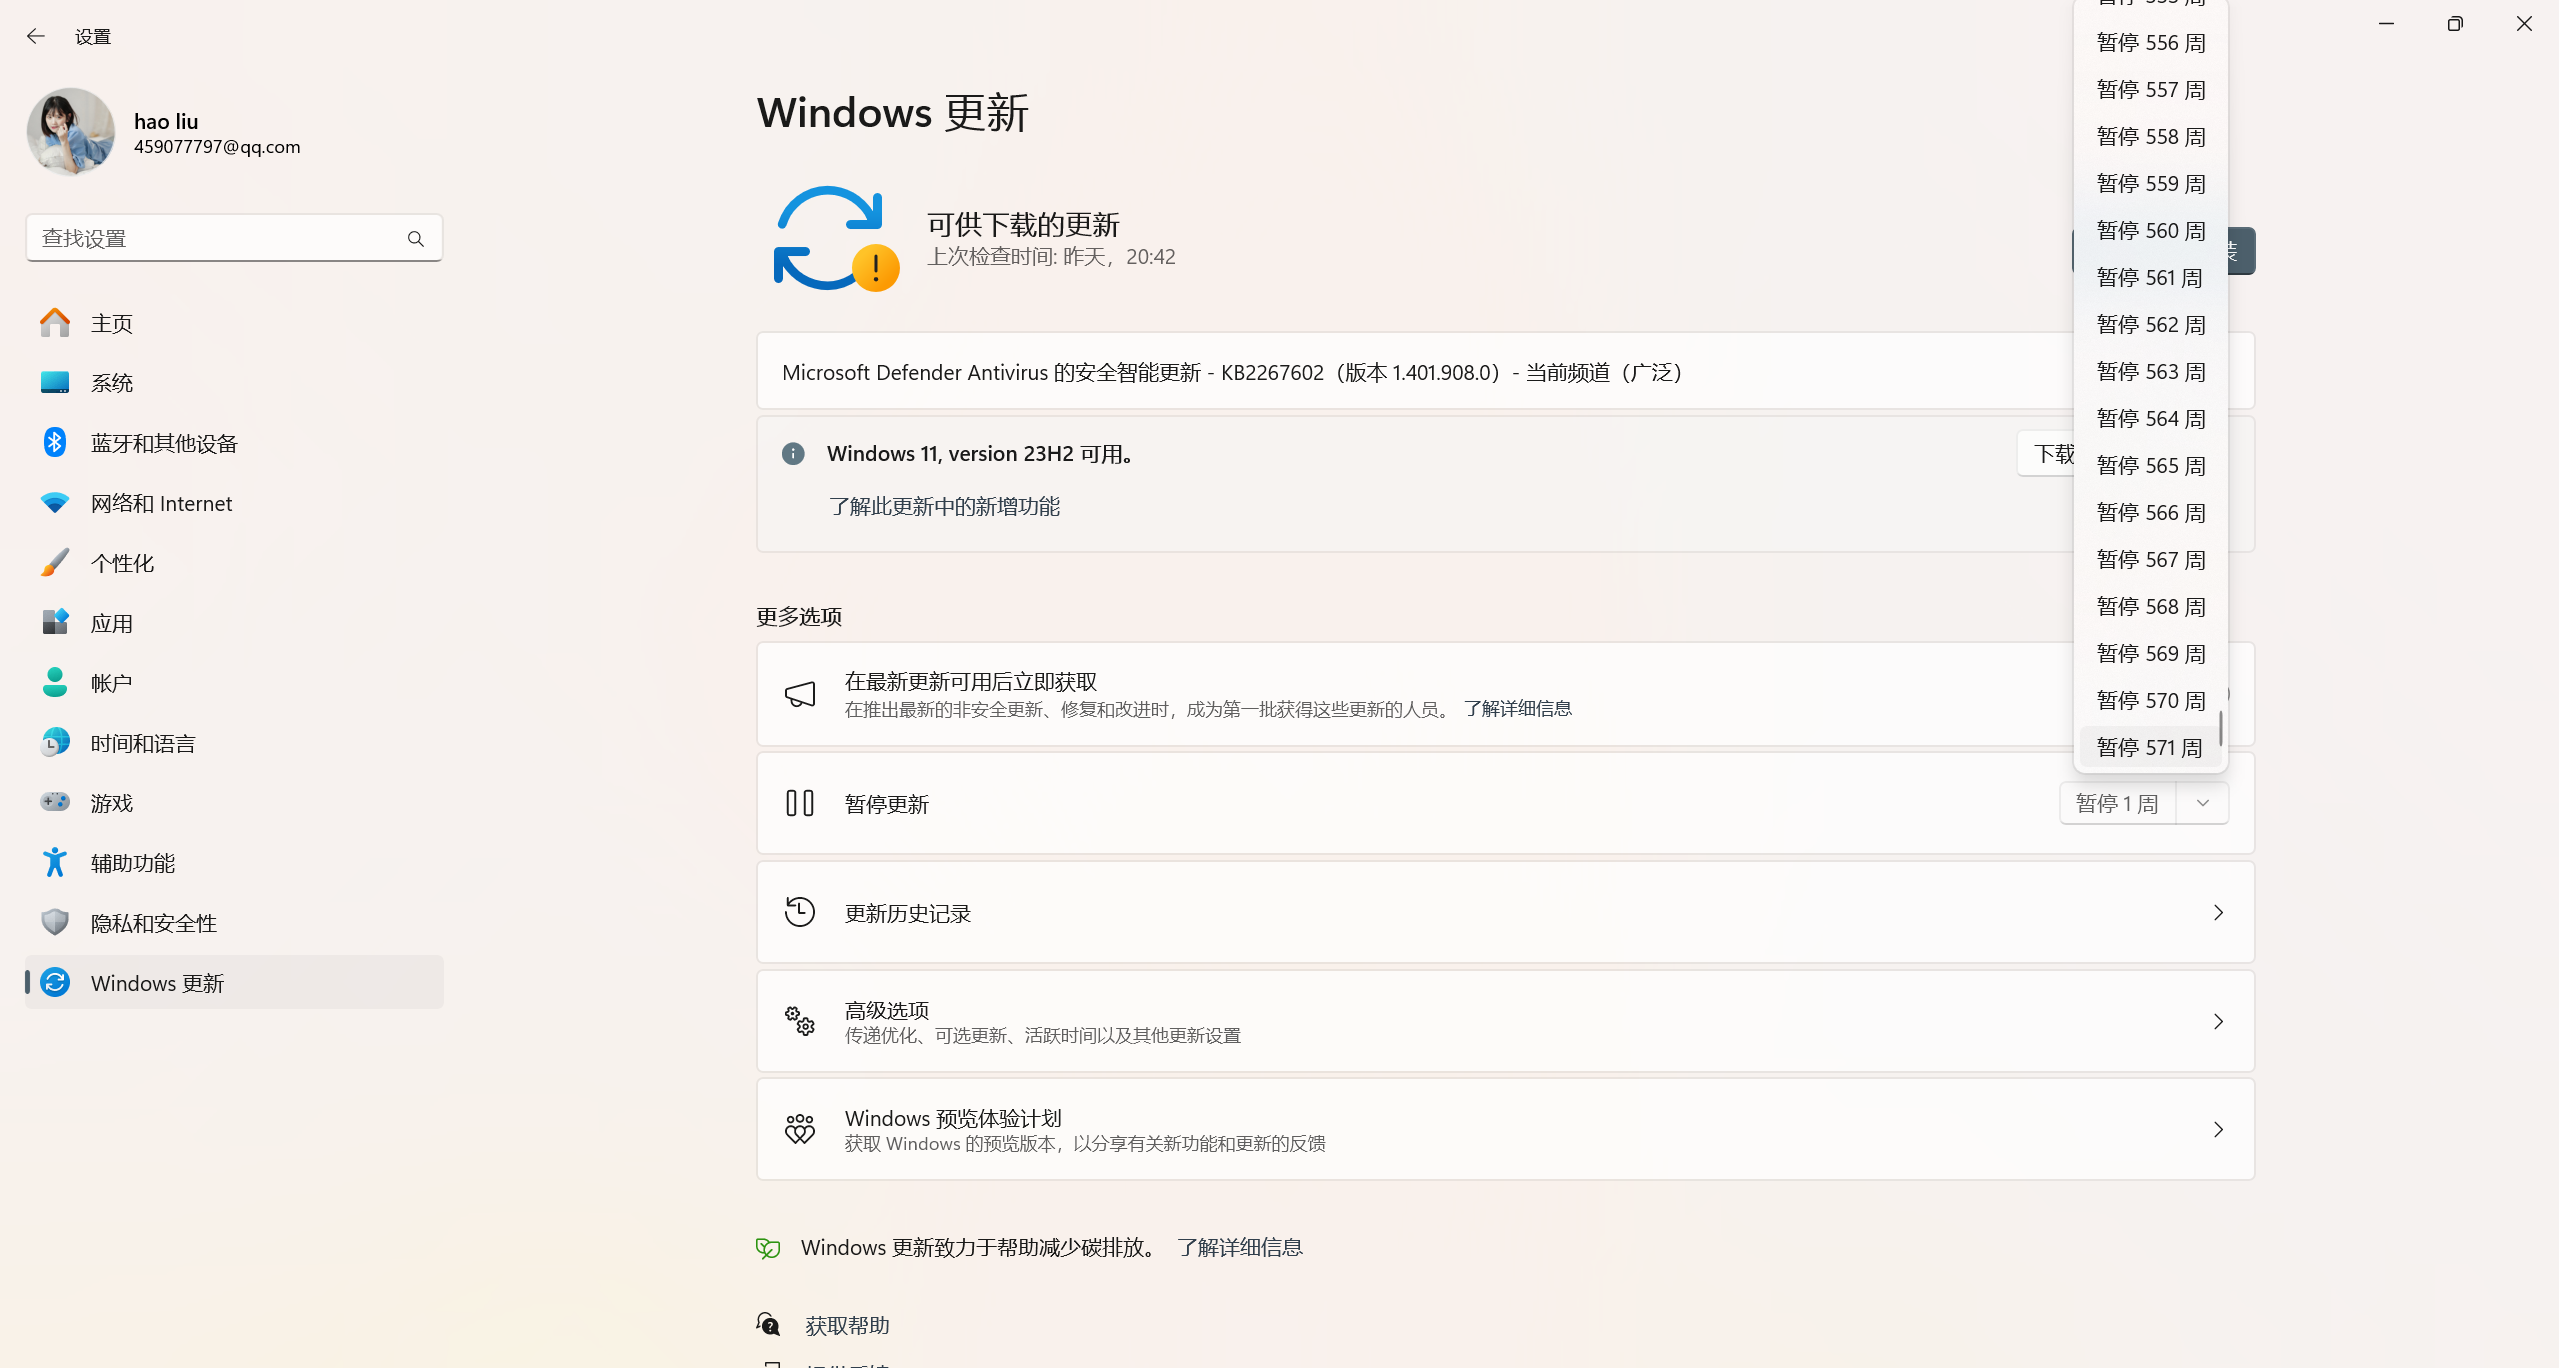 设置
hao liu
459077797@qq.com
查找设置
主页
系统
蓝牙和其他设备
网络和 Internet
个性化
应用
帐户
时间和语言
游戏
辅助功能
隐私和安全性
Windows 更新
Windows 更新
可供下载的更新
上次检查时间: 昨天，20:42
装
Microsoft Defender Antivirus 的安全智能更新 - KB2267602（版本 1.401.908.0）- 当前频道（广泛）
Windows 11, version 23H2 可用。
下载
了解此更新中的新增功能
更多选项
在最新更新可用后立即获取
在推出最新的非安全更新、修复和改进时，成为第一批获得这些更新的人员。 了解详细信息
暂停更新
暂停 1 周
更新历史记录
高级选项
传递优化、可选更新、活跃时间以及其他更新设置
Windows 预览体验计划
获取 Windows 的预览版本，以分享有关新功能和更新的反馈
Windows 更新致力于帮助减少碳排放。 了解详细信息
获取帮助
暂停 556 周
暂停 557 周
暂停 558 周
暂停 559 周
暂停 560 周
暂停 561 周
暂停 562 周
暂停 563 周
暂停 564 周
暂停 565 周
暂停 566 周
暂停 567 周
暂停 568 周
暂停 569 周
暂停 570 周
暂停 571 周